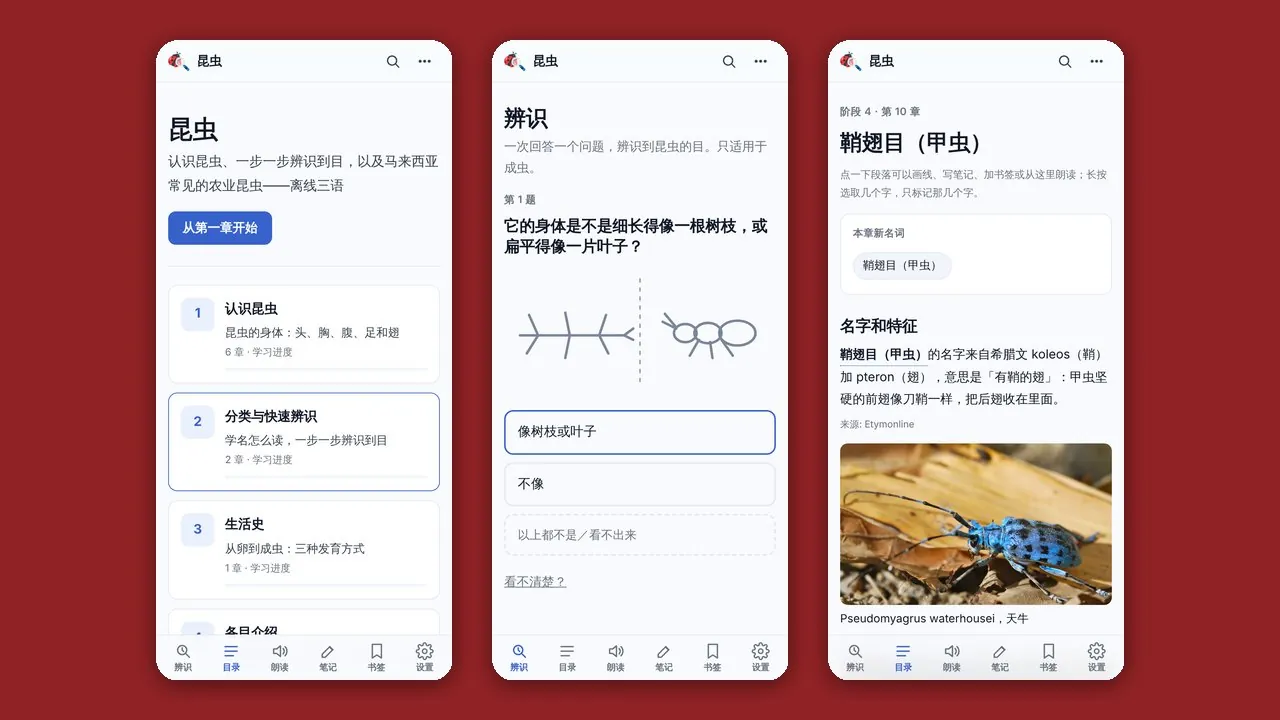 昆虫
昆虫
认识昆虫、一步一步辨识到目，以及马来西亚
常见的农业昆虫——离线三语
从第一章开始
1
认识昆虫
昆虫的身体：头、胸、腹、足和翅
6 章 · 学习进度
2
分类与快速辨识
学名怎么读，一步一步辨识到目
2 章 · 学习进度
3
生活史
从卵到成虫：三种发育方式
1 章 · 学习进度
各目介绍
辨识
目录
朗读
笔记
书签
设置
昆虫
辨识
一次回答一个问题，辨识到昆虫的目。只适用于
成虫。
第 1 题
它的身体是不是细长得像一根树枝，或
扁平得像一片叶子？
像树枝或叶子
不像
以上都不是／看不出来
看不清楚？
辨识
目录
朗读
笔记
书签
设置
昆虫
阶段 4 · 第 10 章
鞘翅目（甲虫）
点一下段落可以画线、写笔记、加书签或从这里朗读；长按
选取几个字，只标记那几个字。
本章新名词
鞘翅目（甲虫）
名字和特征
鞘翅目（甲虫）的名字来自希腊文 koleos（鞘）
加 pteron（翅），意思是「有鞘的翅」：甲虫坚
硬的前翅像刀鞘一样，把后翅收在里面。
来源: Etymonline
Pseudomyagrus waterhousei，天牛
辨识
目录
朗读
笔记
书签
设置